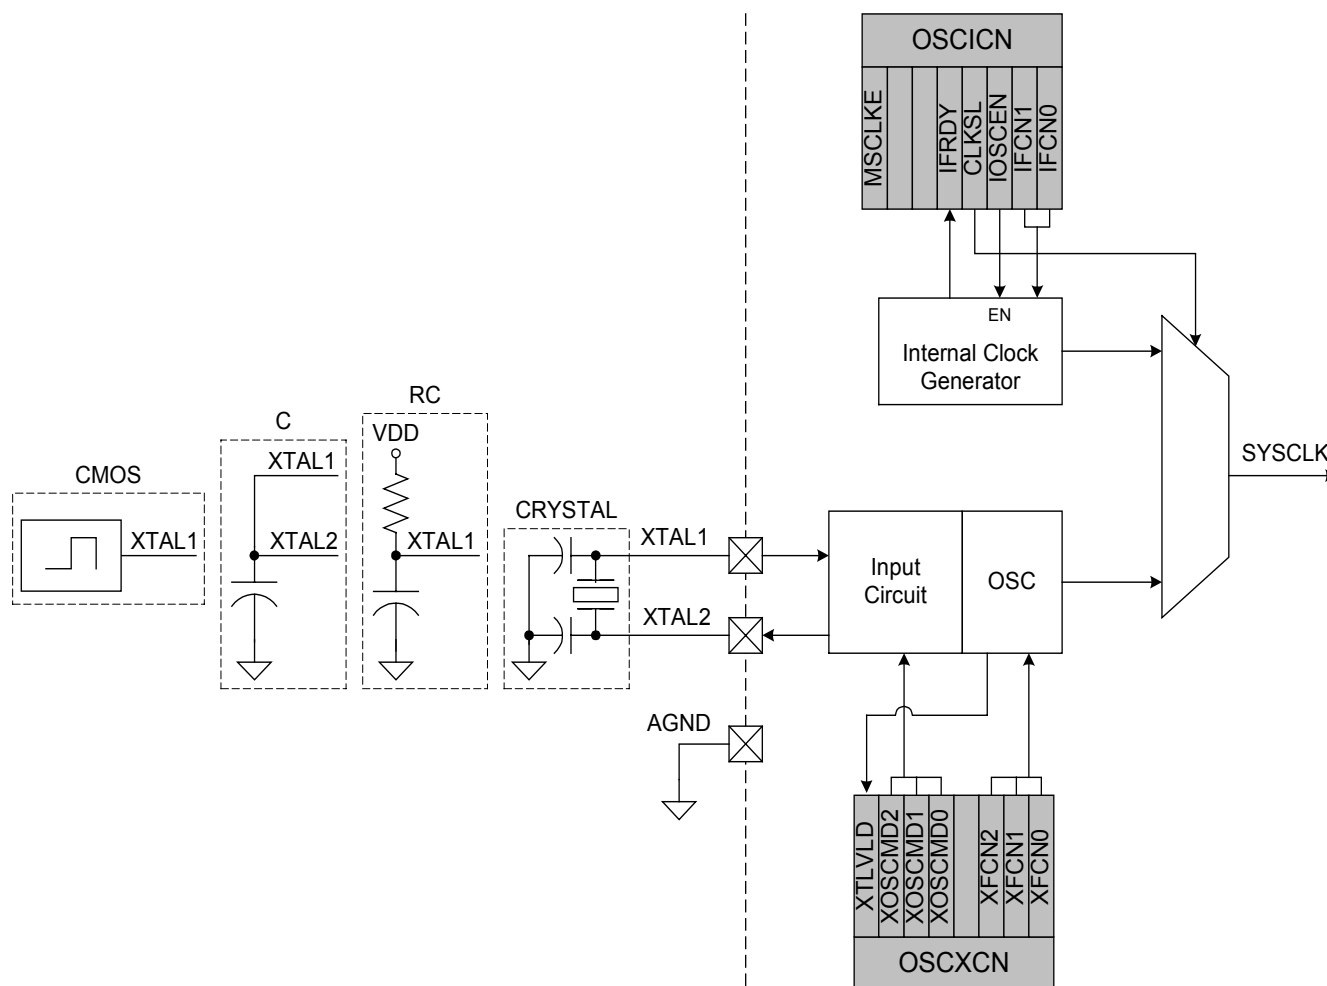 OSCICN
MSCLKE
IFRDY
CLKSL
IOSCEN
IFCN1
IFCN0
EN
Internal Clock
Generator
SYSCLK
CMOS
XTAL1
C
XTAL1
XTAL2
RC
VDD
XTAL1
CRYSTAL
XTAL1
XTAL2
AGND
Input
Circuit
OSC
XTLVLD
XOSCMD2
XOSCMD1
XOSCMD0
XFCN2
XFCN1
XFCN0
OSCXCN